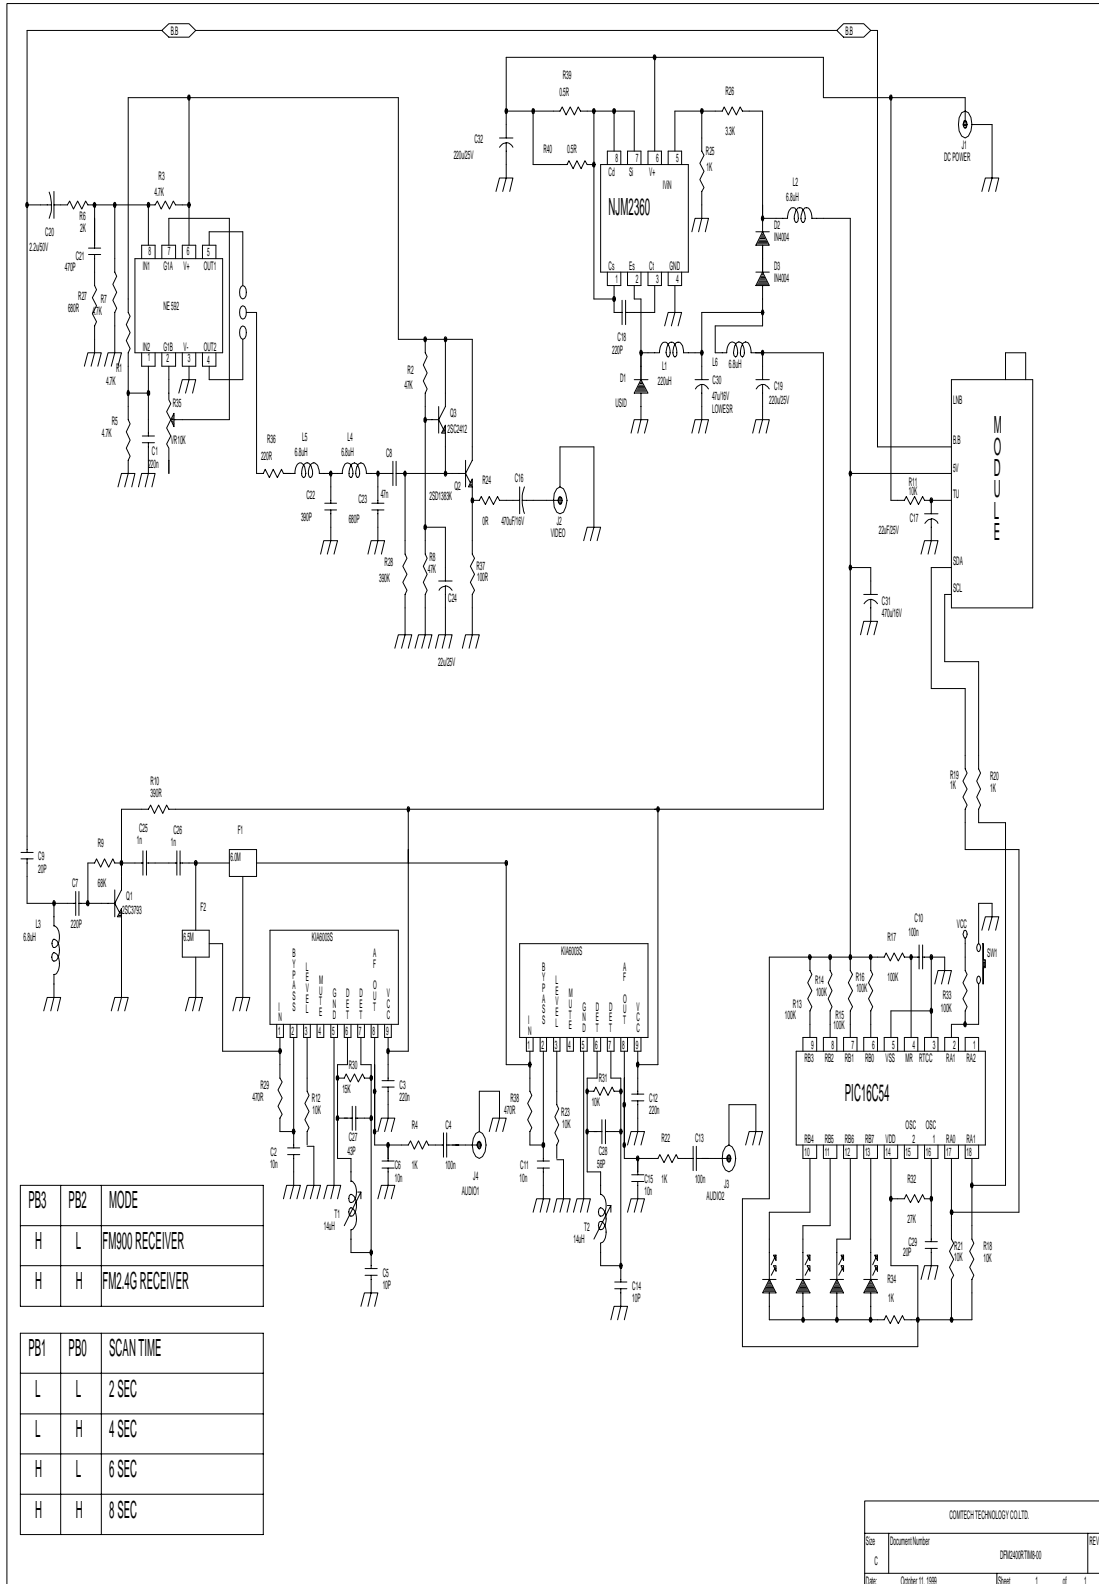 B.B
B.B
R39
0.5R
R26
3.3K
C32
220u/25V
R40
0.5R
R25
1K
J1
DC POWER
8
7
6
5
Cd
Si
V+
IVIN
NJM2360
Cs
Es
Ct
GND
1
2
3
4
L2
6.8uH
D2
IN4004
D3
IN4004
R3
4.7K
C20
2.2u/50V
R6
2K
C21
470P
R27
680R
R7
4.7K
8
7
6
5
IN1
G1A
V+
OUT1
NE 592
IN2
G1B
V-
OUT2
1
2
3
4
R1
4.7K
R5
4.7K
C1
220n
R35
VR10K
C18
220P
D1
USID
L1
220uH
C30
47u/16V
LOWESR
L6
6.8uH
C19
220u/25V
R2
47K
Q3
2SC2412
R36
220R
L5
6.8uH
L4
6.8uH
C8
47n
C22
390P
C23
680P
2SD1383K
Q2
R24
0R
C16
470uF/16V
J2
VIDEO
R28
390K
R8
47K
C24
22u/25V
R37
100R
MODULE
LNB
B.B
5V
TU
SDA
SCL
R11
10K
C17
22uF/25V
C31
470u/16V
R19
1K
R20
1K
R10
390R
C9
20P
R9
68K
C25
1n
C26
1n
F1
6.0M
C7
220P
Q1
2SC3793
L3
6.8uH
F2
6.5M
KIA6003S
IN
BYPASS
LEVEL
MUTE
GND
DET
DET
AF OUT
VCC
1
2
3
4
5
6
7
8
9
KIA6003S
IN
BYPASS
LEVEL
MUTE
GND
DET
DET
AF OUT
VCC
1
2
3
4
5
6
7
8
9
R29
470R
R12
10K
C2
10n
R30
15K
C27
43P
T1
14uH
C3
220n
R4
1K
C4
100n
C6
10n
J4
AUDIO1
C5
10P
R38
470R
R23
10K
C11
10n
R31
10K
C28
56P
T2
14uH
C12
220n
R22
1K
C13
100n
C15
10n
J3
AUDIO2
C14
10P
R17
100K
C10
100n
VCC
SW1
R13
100K
R14
100K
R15
100K
R16
100K
R33
100K
9
8
7
6
5
4
3
2
1
RB3
RB2
RB1
RB0
VSS
MR
RTCC
RA1
RA2
PIC16C54
OSC
OSC
RB4
RB5
RB6
RB7
VDD
2
1
RA0
RA1
10
11
12
13
14
15
16
17
18
R32
27K
C29
20P
R21
10K
R18
10K
R34
1K
PB3 PB2 MODE
H L FM900 RECEIVER
H H FM2.4G RECEIVER
PB1 PB0 SCAN TIME
L L 2 SEC
L H 4 SEC
H L 6 SEC
H H 8 SEC
COMTECH TECHNOLOGY CO.LTD.
Size Document Number REV
C DFM2400RTIM8-00
Date: October 11, 1999 Sheet 1 of 1